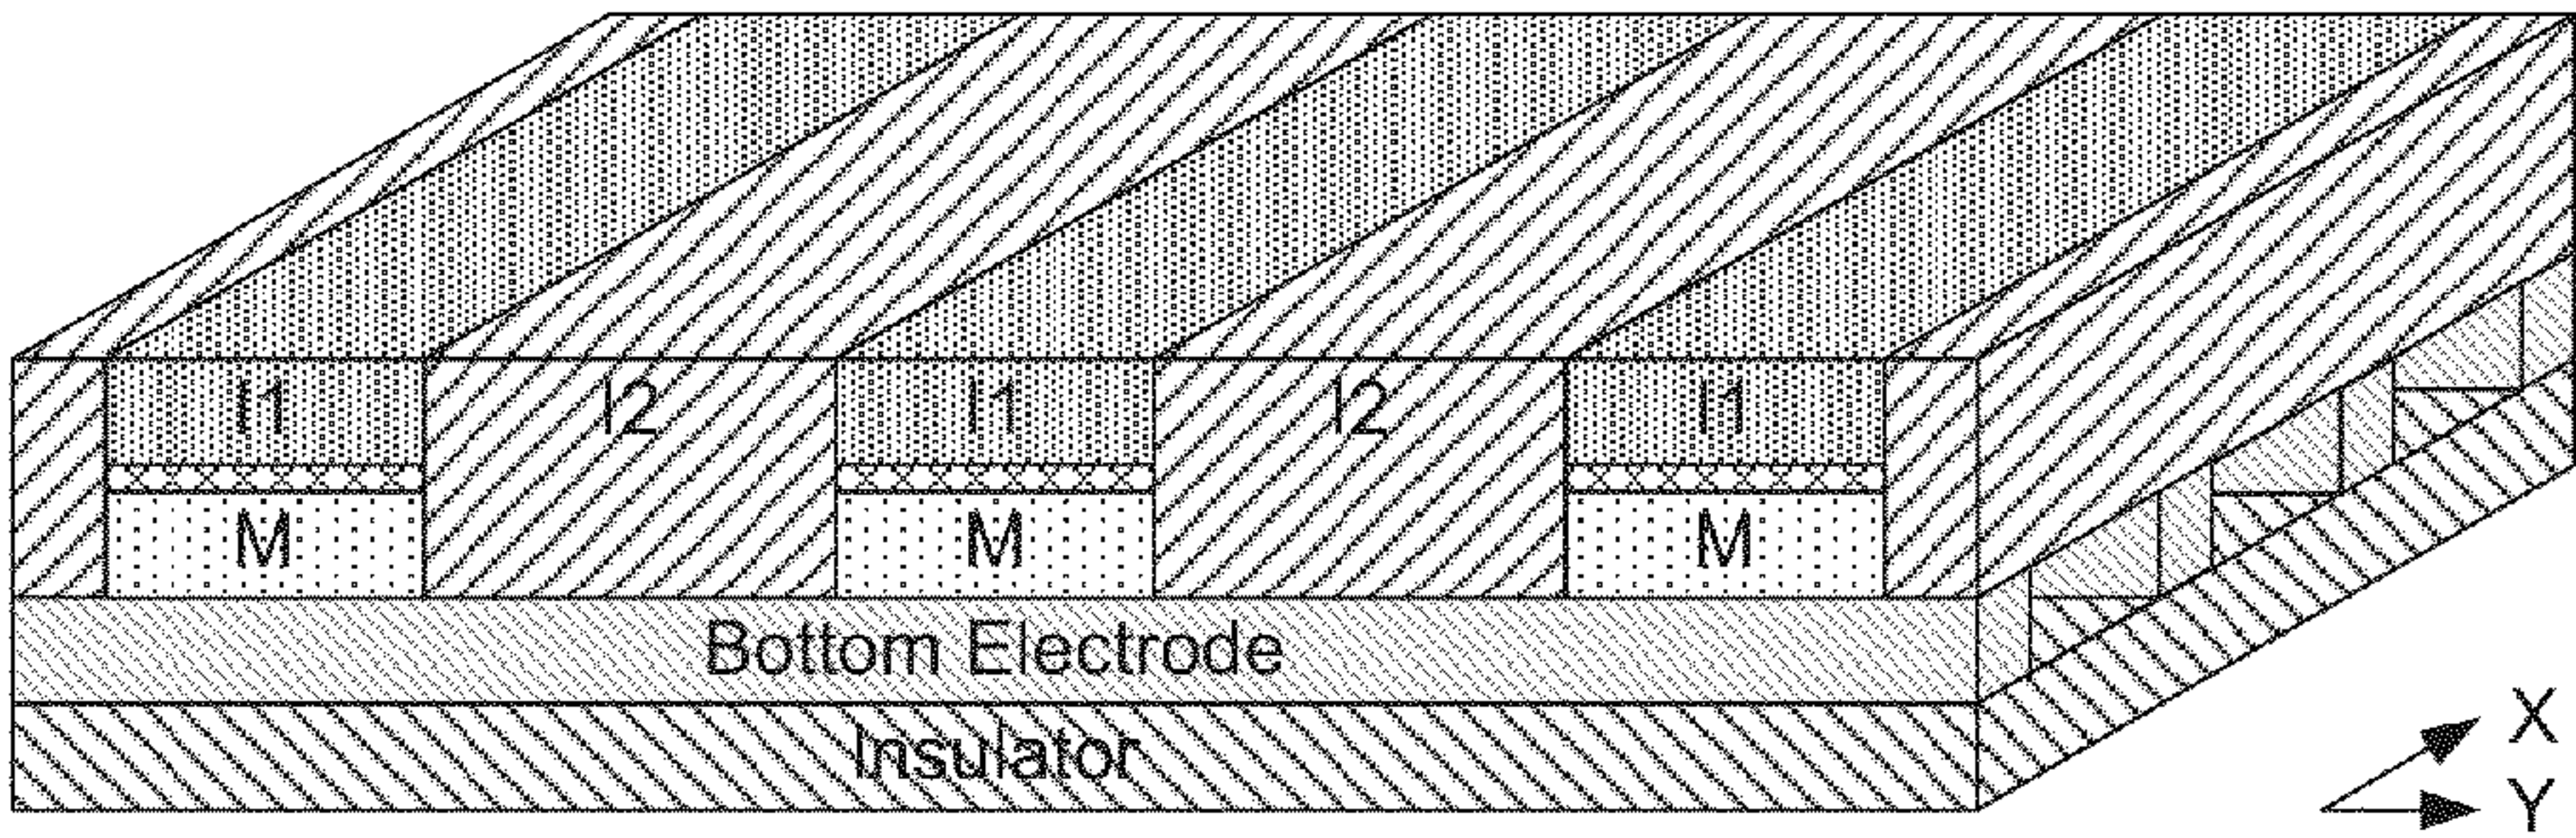 I1 I2 I1 I2 I1
M M M
Bottom Electrode
Insulator
X
Y